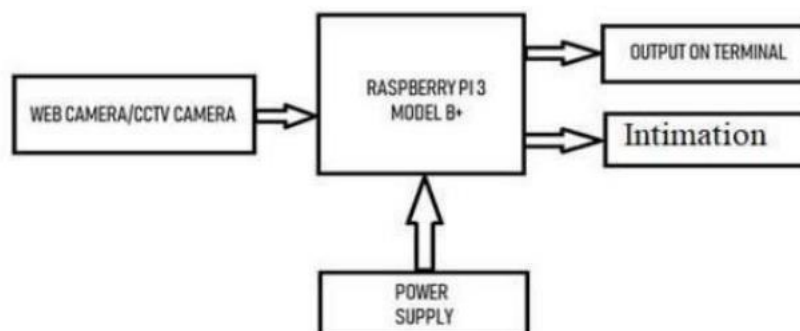 WEB CAMERA/CCTV CAMERA
RASPBERRY PI 3
MODEL B+
OUTPUT ON TERMINAL
Intimation
POWER
SUPPLY